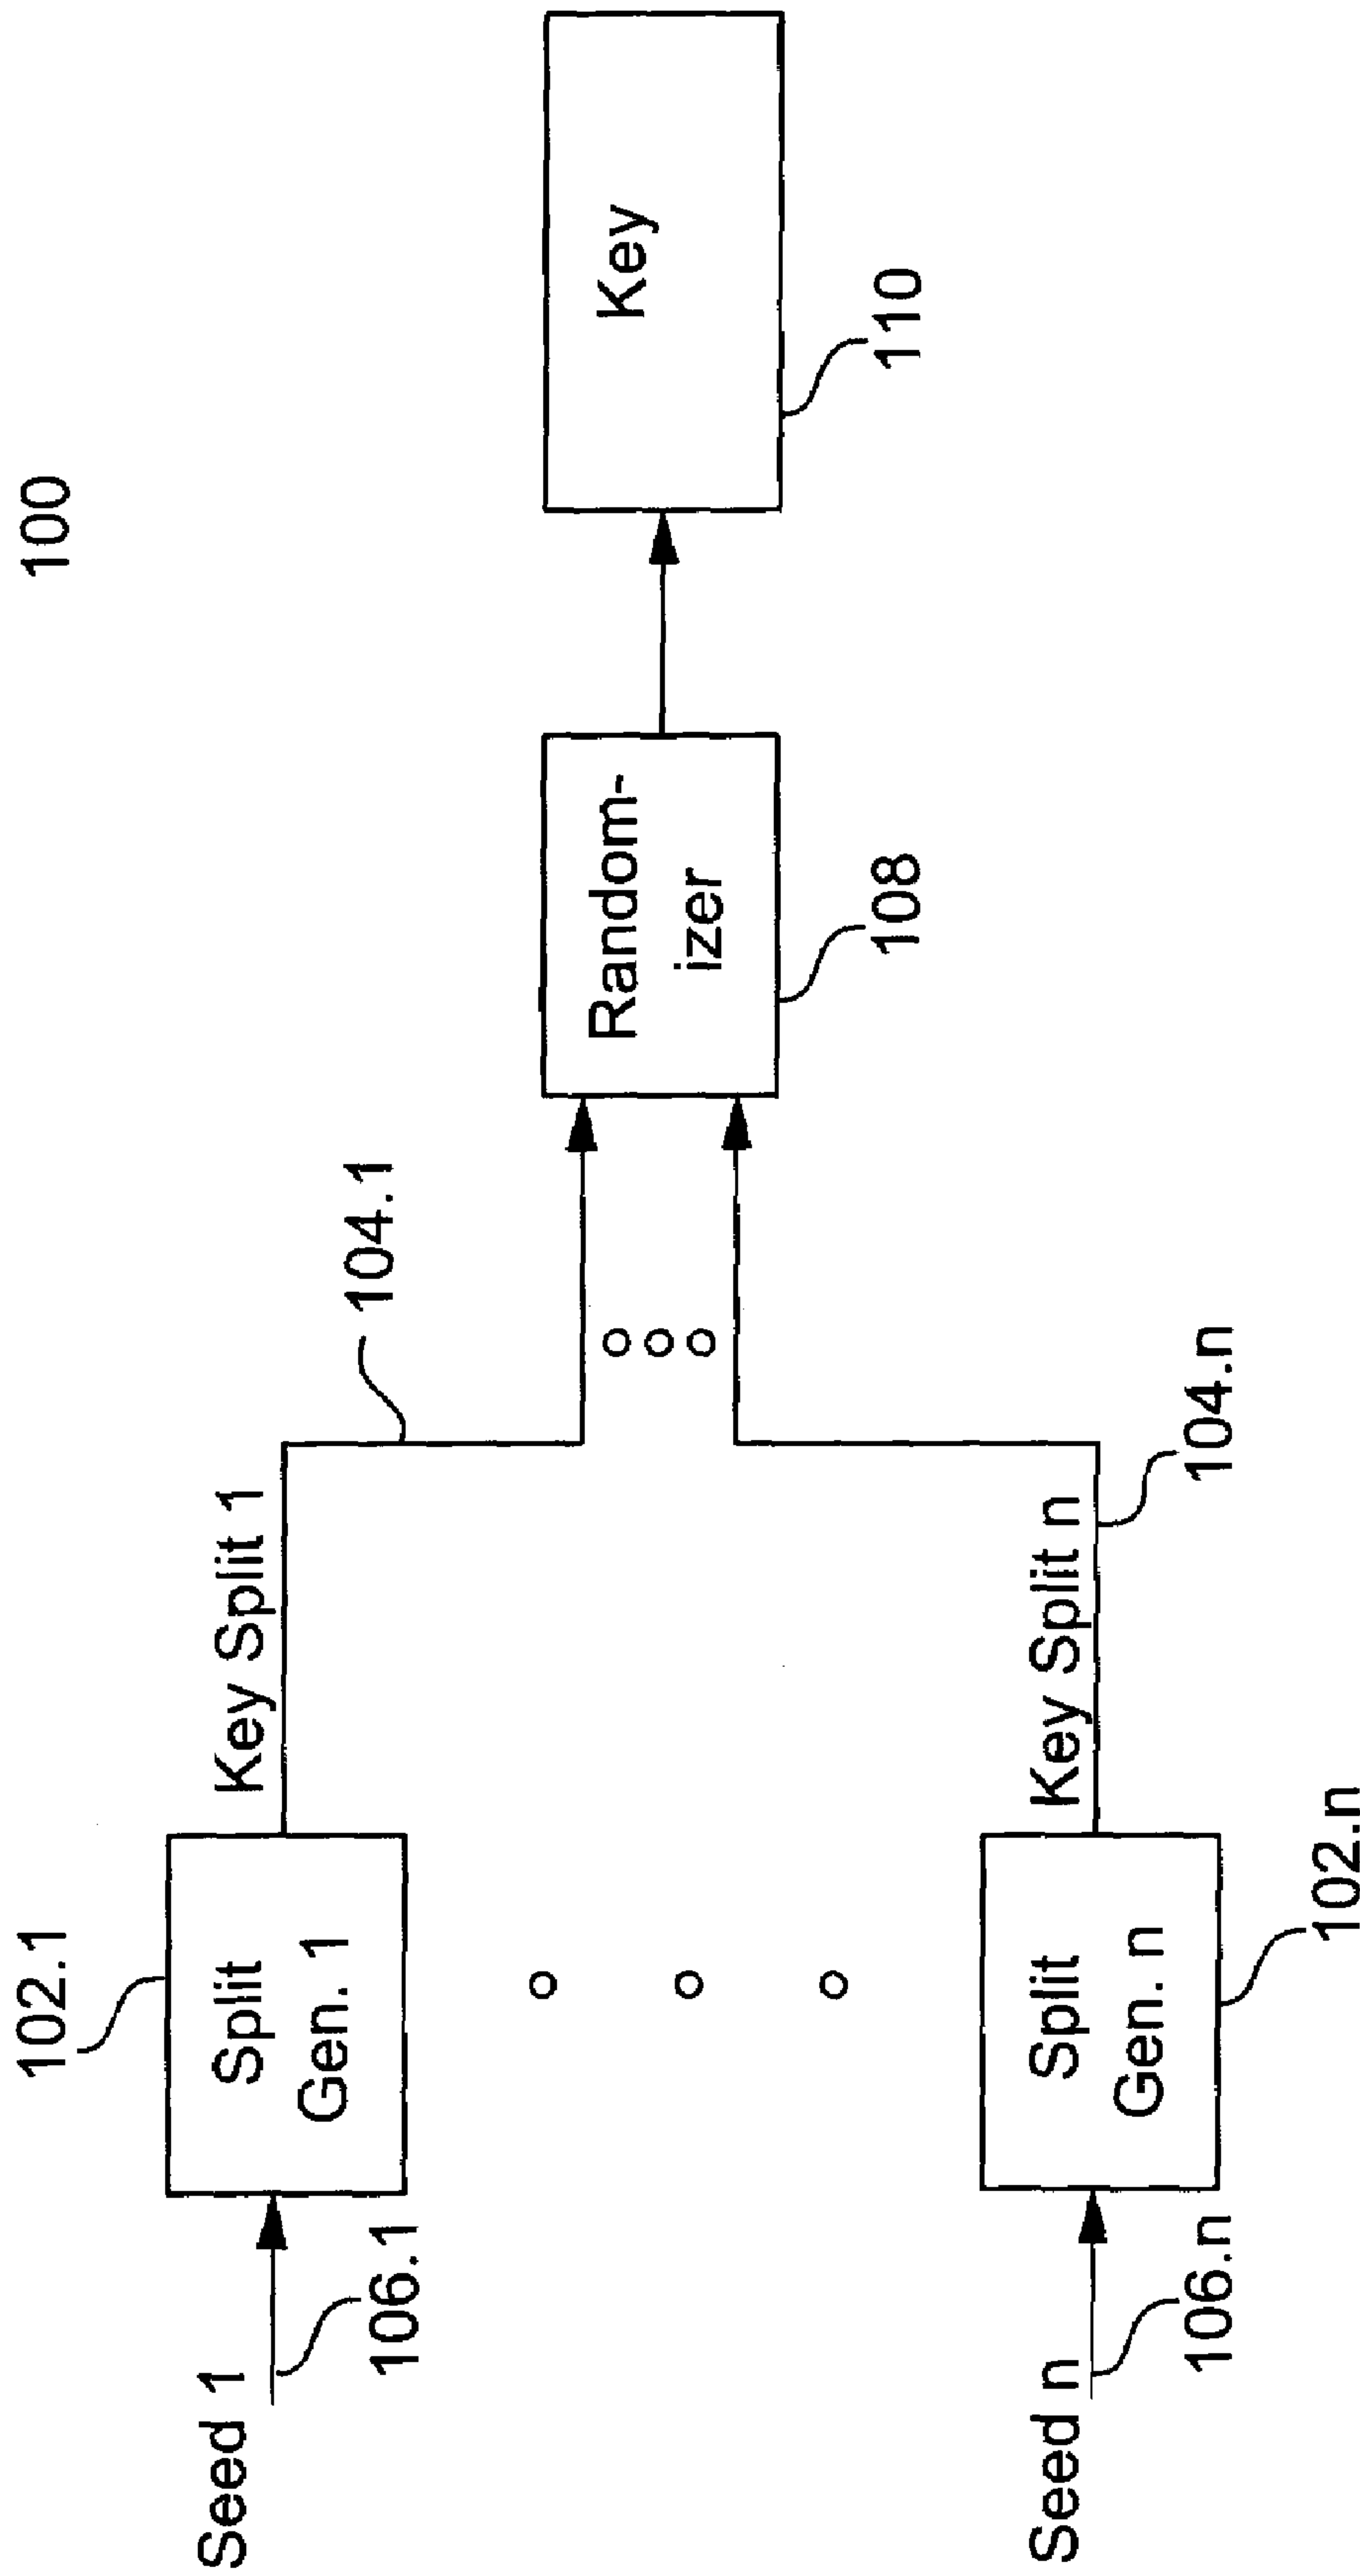 100
102.1
Split
Gen. 1
Seed 1
106.1
Key Split 1
104.1
Random-
izer
108
Key
110
Split
Gen. n
Seed n
106.n
Key Split n
104.n
102.n